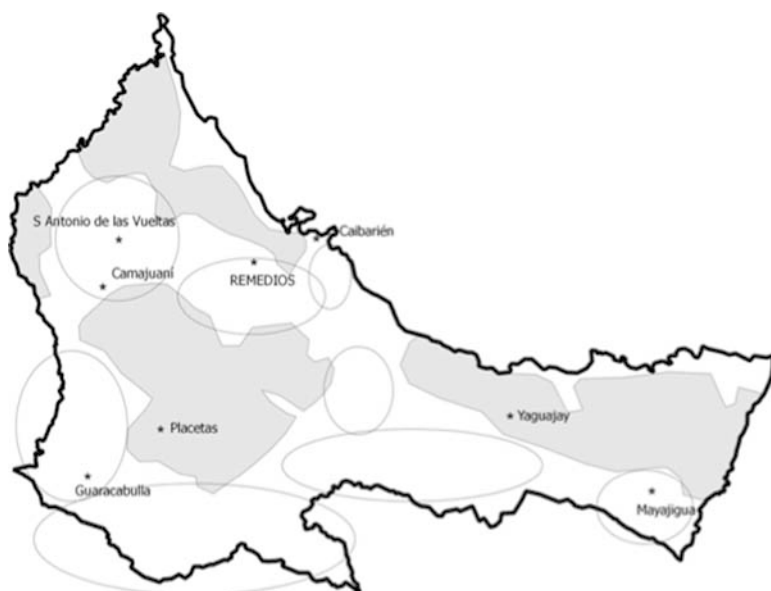 S Antonio de las Vueltas
Caibarién
Camajuaní
REMEDIOS
Yaguajay
Placetas
Guaracabulla
Mayajigua